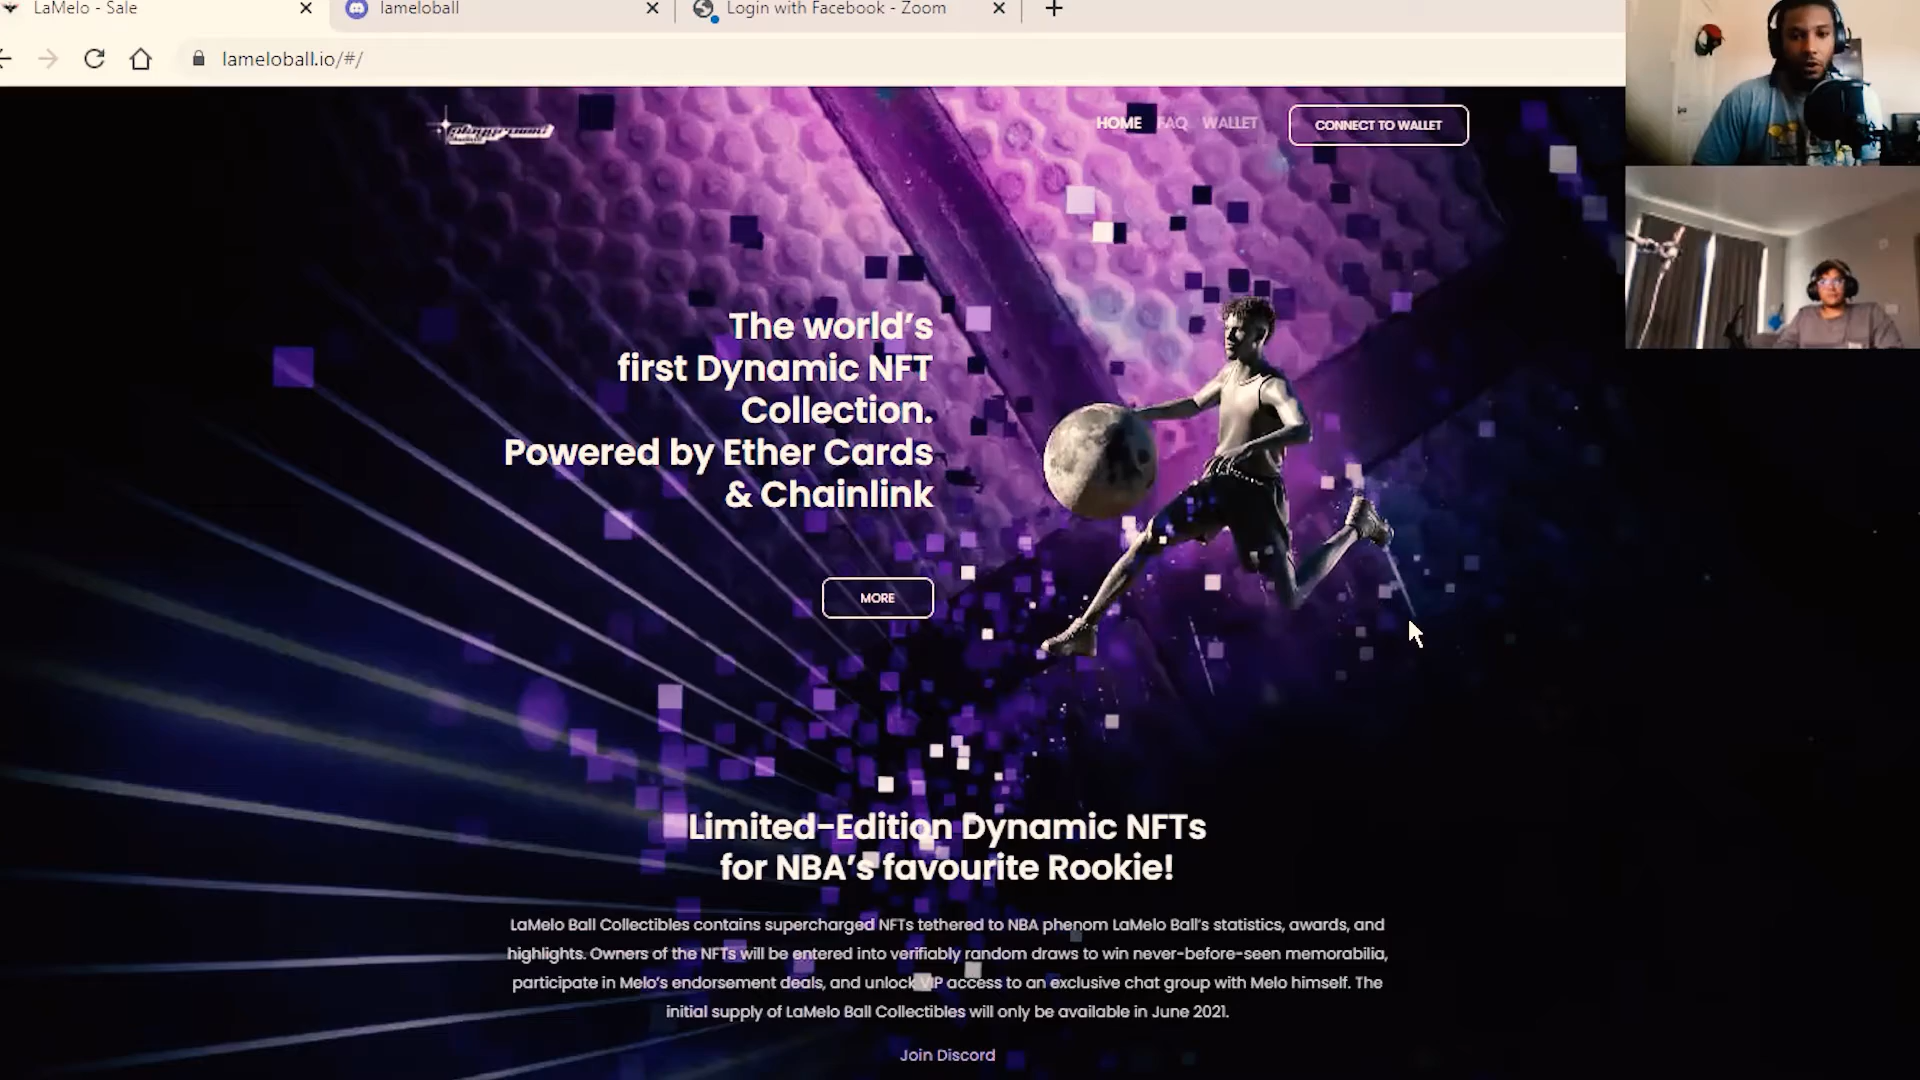 LaMelo - Sale
lameloball
Login with Facebook - Zoom
lameloball.io/#/
playground
HOME FAQ WALLET
CONNECT TO WALLET
The world's
first Dynamic NFT
Collection.
Powered by Ether Cards
& Chainlink
MORE
Limited-Edition Dynamic NFTs
for NBA's favourite Rookie!
LaMelo Ball Collectibles contains supercharged NFTs tethered to NBA phenom LaMelo Ball's statistics, awards, and
highlights. Owners of the NFTs will be entered into verifiably random draws to win never-before-seen memorabilia,
participate in Melo's endorsement deals, and unlock VIP access to an exclusive chat group with Melo himself. The
initial supply of LaMelo Ball Collectibles will only be available in June 2021.
Join Discord